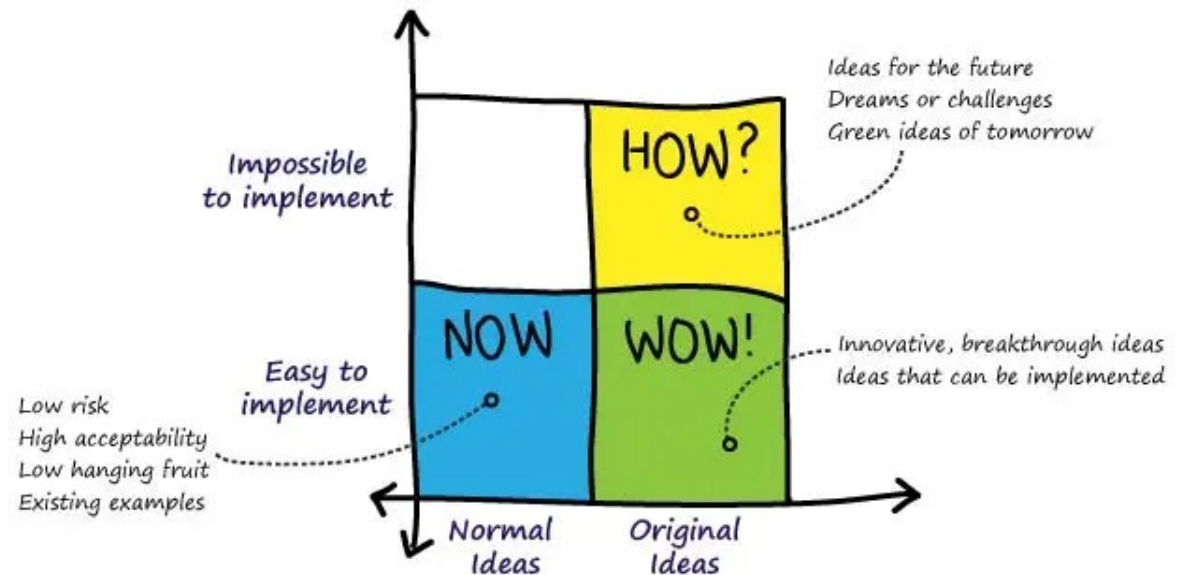 Ideas for the future
Dreams or challenges
Green ideas of tomorrow
HOW?
Impossible
to implement
NOW
WOW!
Innovative, breakthrough ideas
Ideas that can be implemented
Easy to
implement
Low risk
High acceptability
Low hanging fruit
Existing examples
Normal
Ideas
Original
Ideas